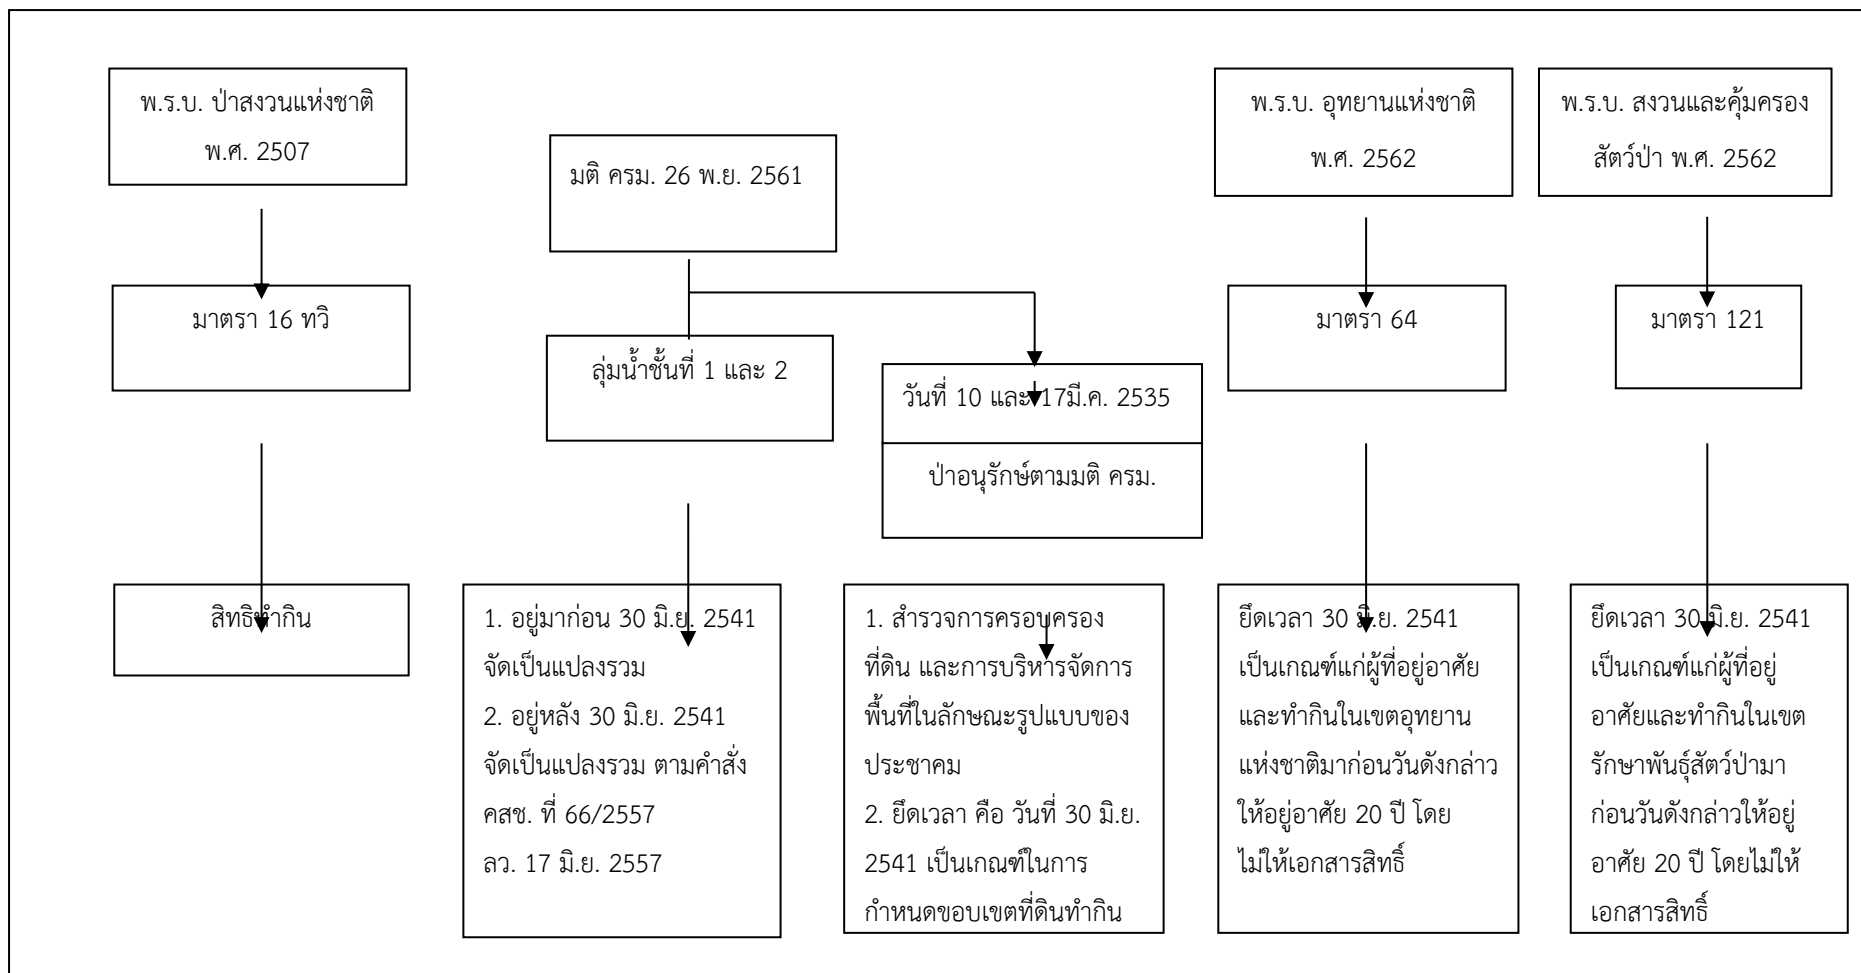 พ.ร.บ. ป่าสงวนแห่งชาติ
พ.ศ. 2507
มาตรา 16 ทวิ
สิทธิทำกิน
มติ ครม. 26 พ.ย. 2561
ลุ่มน้ำชั้นที่ 1 และ 2
1. อยู่มาก่อน 30 มิ.ย. 2541
จัดเป็นแปลงรวม
2. อยู่หลัง 30 มิ.ย. 2541
จัดเป็นแปลงรวม ตามคำสั่ง
คสช. ที่ 66/2557
ลว. 17 มิ.ย. 2557
วันที่ 10 และ 17มี.ค. 2535
ป่าอนุรักษ์ตามมติ ครม.
1. สำรวจการครอบครอง
ที่ดิน และการบริหารจัดการ
พื้นที่ในลักษณะรูปแบบของ
ประชาคม
2. ยึดเวลา คือ วันที่ 30 มิ.ย.
2541 เป็นเกณฑ์ในการ
กำหนดขอบเขตที่ดินทำกิน
พ.ร.บ. อุทยานแห่งชาติ
พ.ศ. 2562
มาตรา 64
ยึดเวลา 30 มิ.ย. 2541
เป็นเกณฑ์แก่ผู้ที่อยู่อาศัย
และทำกินในเขตอุทยาน
แห่งชาติมาก่อนวันดังกล่าว
ให้อยู่อาศัย 20 ปี โดย
ไม่ให้เอกสารสิทธิ์
พ.ร.บ. สงวนและคุ้มครอง
สัตว์ป่า พ.ศ. 2562
มาตรา 121
ยึดเวลา 30 มิ.ย. 2541
เป็นเกณฑ์แก่ผู้ที่อยู่
อาศัยและทำกินในเขต
รักษาพันธุ์สัตว์ป่ามา
ก่อนวันดังกล่าวให้อยู่
อาศัย 20 ปี โดยไม่ให้
เอกสารสิทธิ์